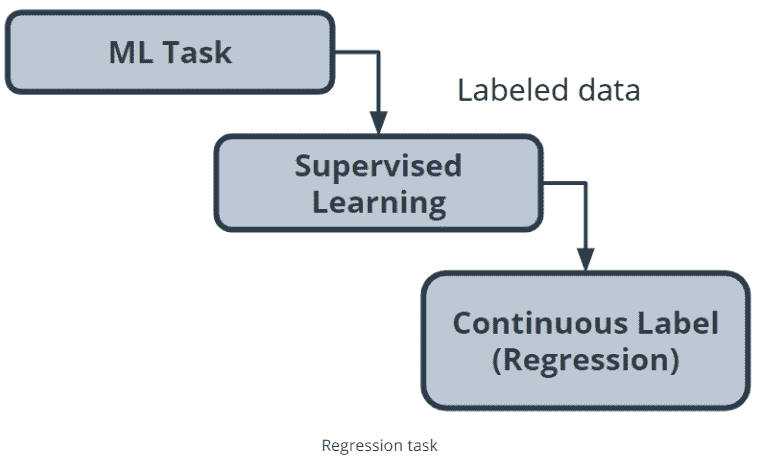 ML Task
Labeled data
Supervised
Learning
Continuous Label
(Regression)
Regression task